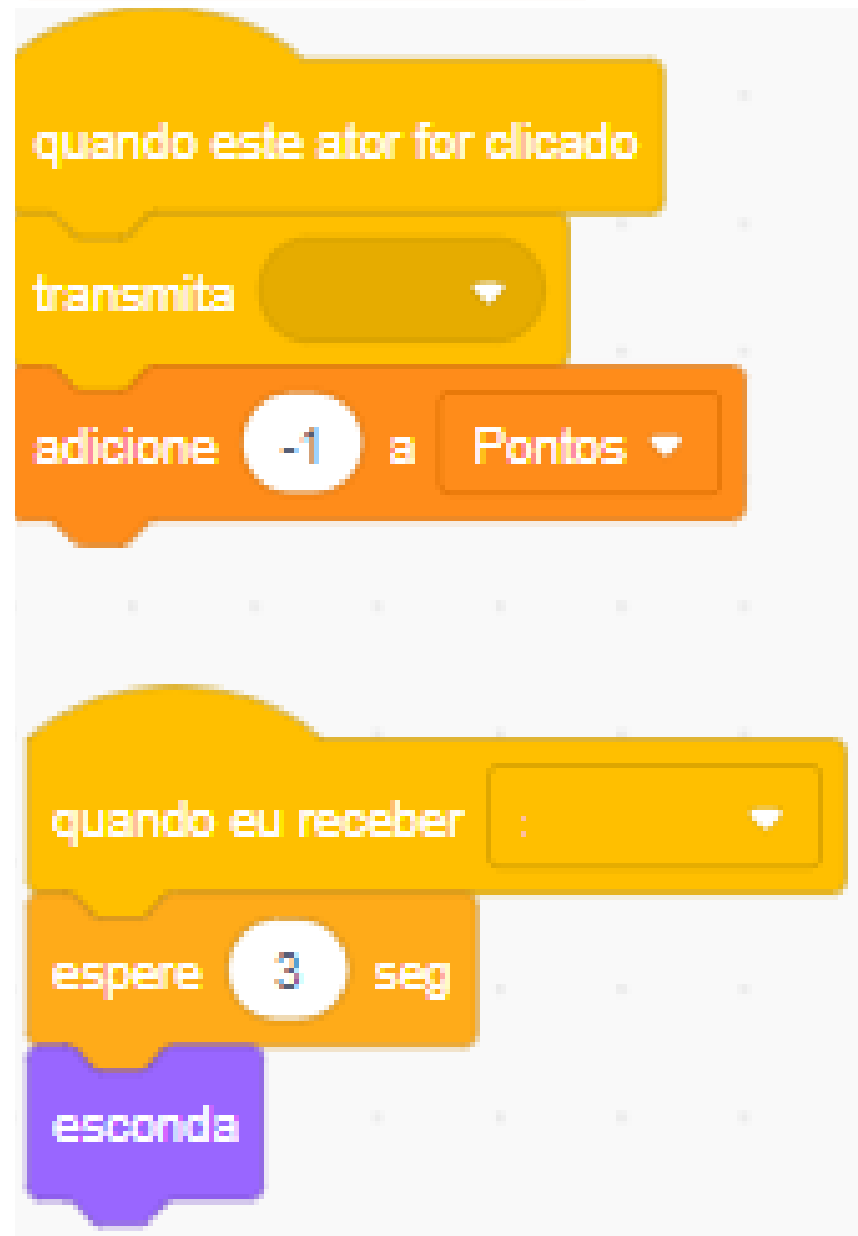 quando este ator for clicado
transmita
adicione -1 a Pontos
quando eu receber :
espere 3 seg
esconda